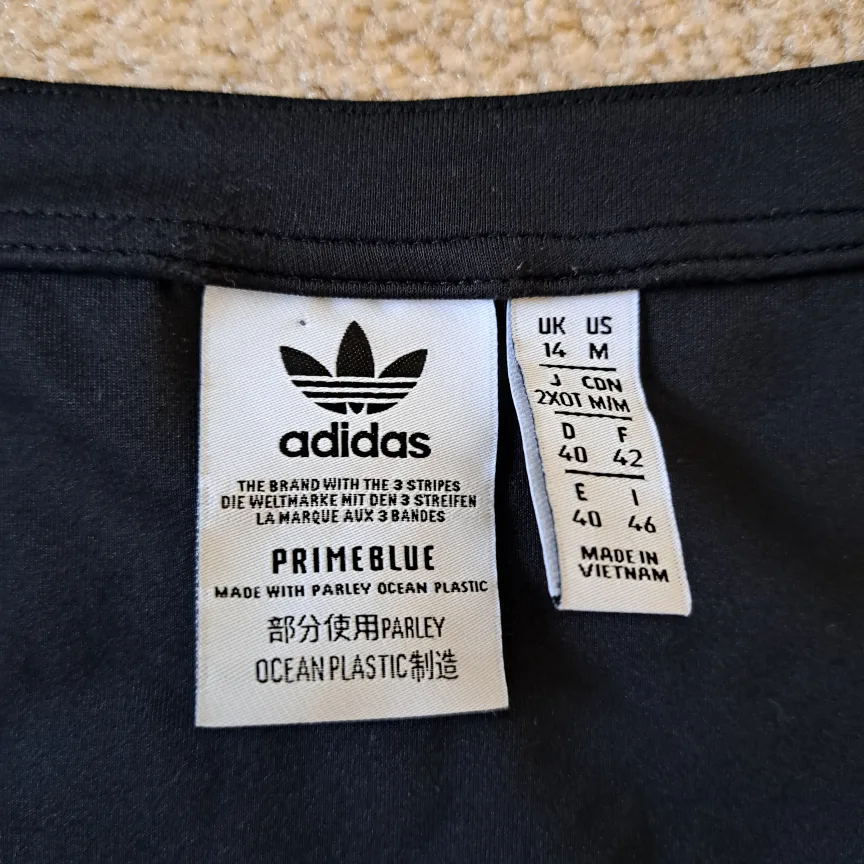 adidas
THE BRAND WITH THE 3 STRIPES
DIE WELTMARKE MIT DEN 3 STREIFEN
LA MARQUE AUX 3 BANDES
PRIMEBLUE
MADE WITH PARLEY OCEAN PLASTIC
部分使用PARLEY
OCEAN PLASTIC制造
UK US
14 M
J CDN
2XOT M/M
D F
40 42
E I
40 46
MADE IN
VIETNAM